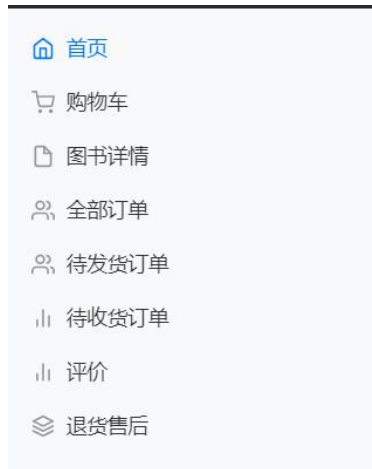 首页
购物车
图书详情
全部订单
待发货订单
待收货订单
评价
退货售后